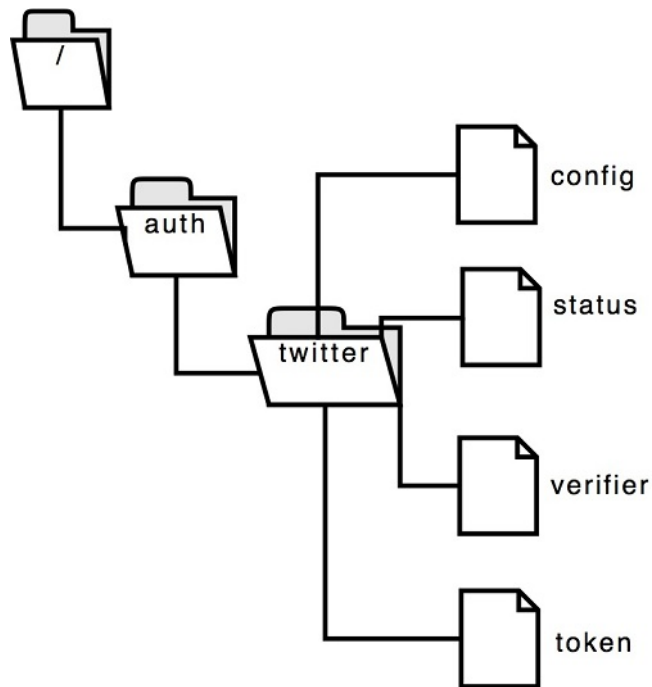 /
auth
twitter
config
status
verifier
token